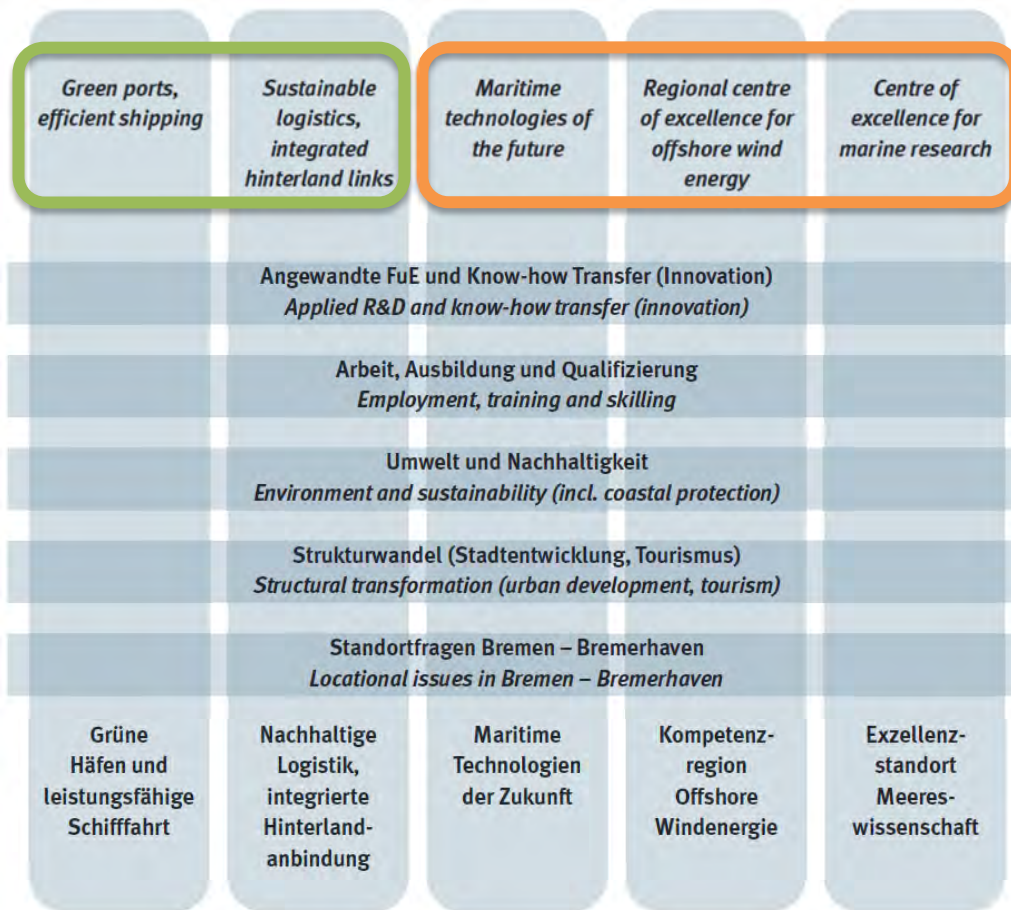 Green ports,
efficient shipping
Sustainable
logistics,
integrated
hinterland links
Maritime
technologies of
the future
Regional centre
of excellence for
offshore wind
energy
Centre of
excellence for
marine research
Angewandte FuE und Know-how Transfer (Innovation)
Applied R&D and know-how transfer (innovation)
Arbeit, Ausbildung und Qualifizierung
Employment, training and skilling
Umwelt und Nachhaltigkeit
Environment and sustainability (incl. coastal protection)
Strukturwandel (Stadtentwicklung, Tourismus)
Structural transformation (urban development, tourism)
Standortfragen Bremen – Bremerhaven
Locational issues in Bremen – Bremerhaven
Grüne
Häfen und
leistungsfähige
Schifffahrt
Nachhaltige
Logistik,
integrierte
Hinterland-
anbindung
Maritime
Technologien
der Zukunft
Kompetenz-
region
Offshore
Windenergie
Exzellenz-
standort
Meeres-
wissenschaft